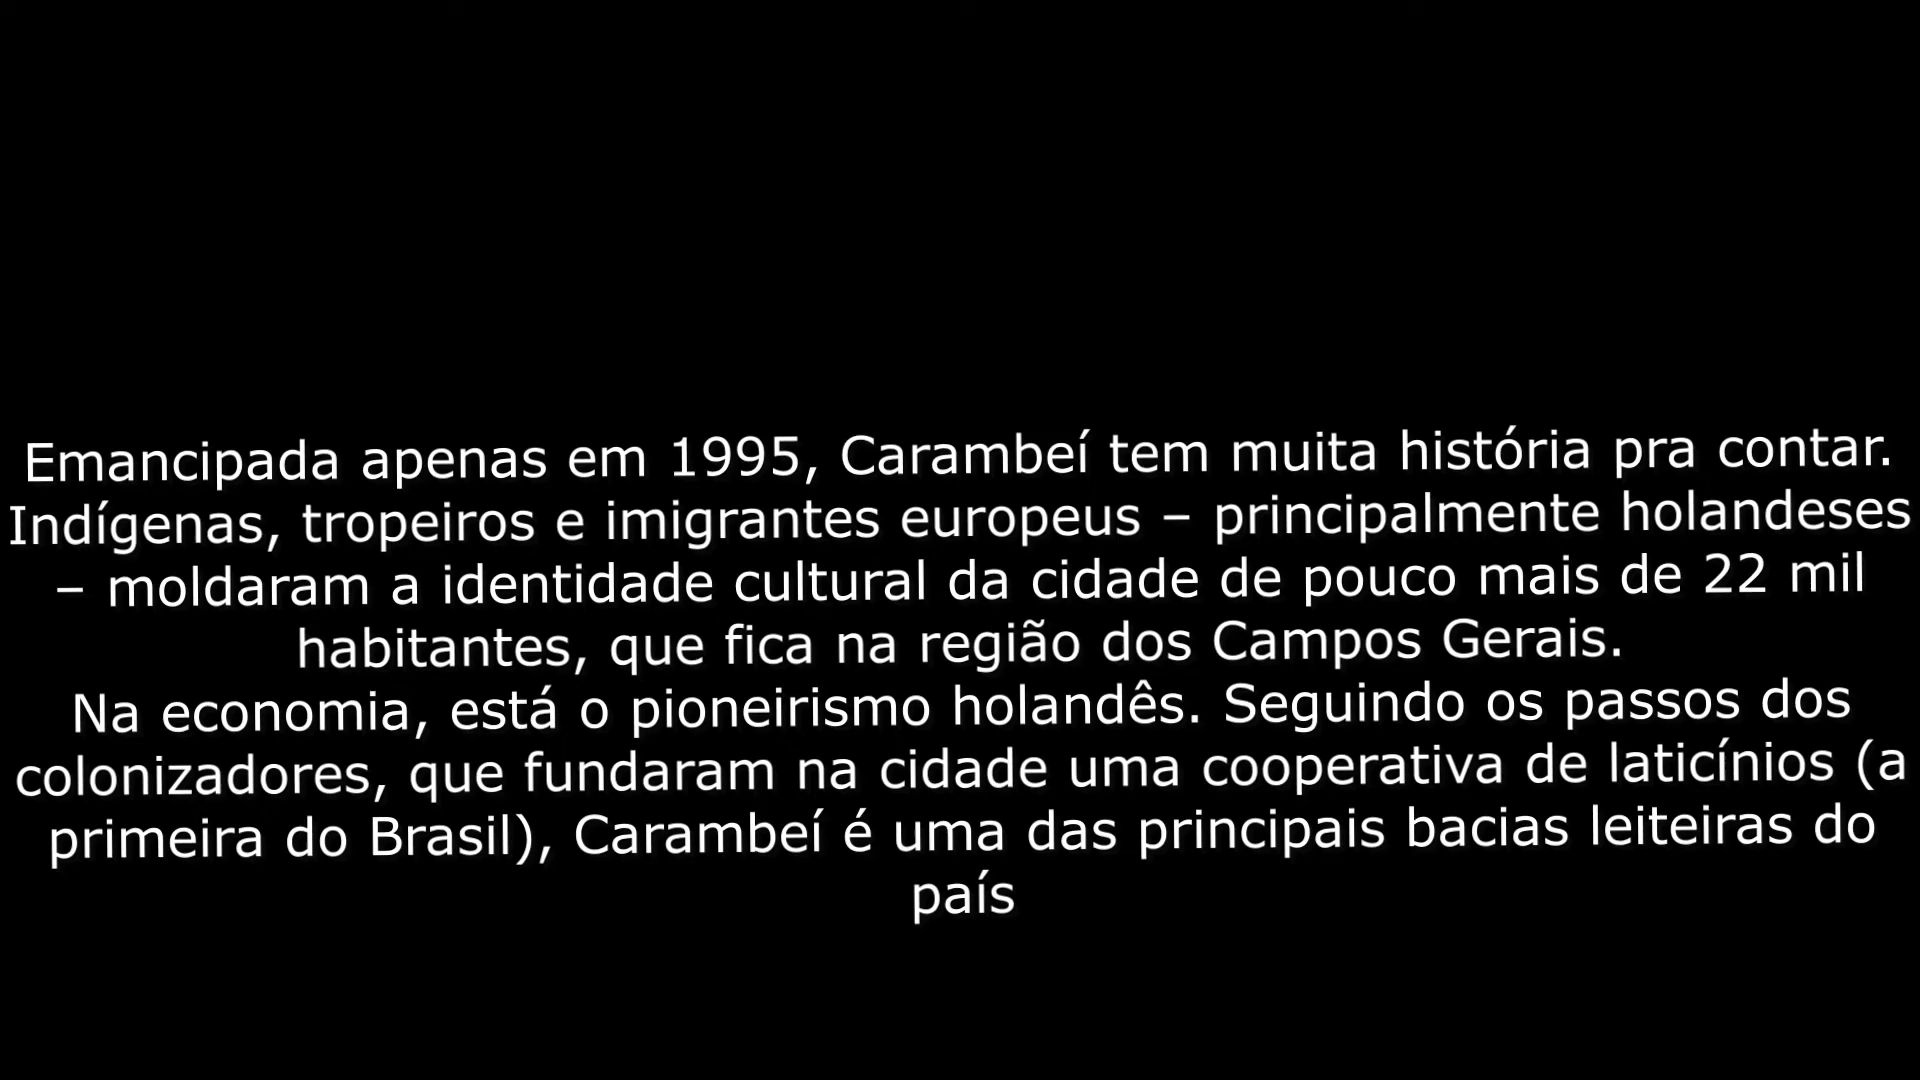 Emancipada apenas em 1995, Carambeí tem muita história pra contar.
Indígenas, tropeiros e imigrantes europeus – principalmente holandeses
– moldaram a identidade cultural da cidade de pouco mais de 22 mil
habitantes, que fica na região dos Campos Gerais.
Na economia, está o pioneirismo holandês. Seguindo os passos dos
colonizadores, que fundaram na cidade uma cooperativa de laticínios (a
primeira do Brasil), Carambeí é uma das principais bacias leiteiras do
país